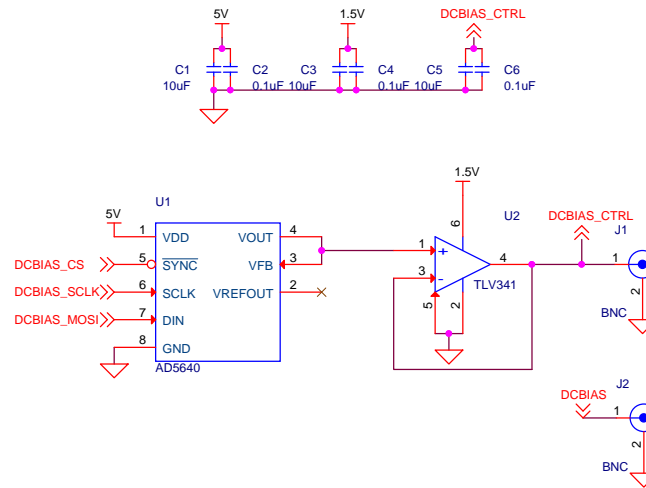 5V 1.5V DCBIAS_CTRL
C1 C2 C3 C4 C5 C6
10uF 0.1uF 10uF 0.1uF 10uF 0.1uF
U1 1.5V
5V U2 DCBIAS_CTRL
J1
1 VDD VOUT 4 6
DCBIAS_CS 5 SYNC VFB 3 1 + 4 1
DCBIAS_SCLK 6 SCLK VREFOUT 2 3 - TLV341 2
DCBIAS_MOSI 7 DIN 5 2 BNC
8 GND
AD5640
J2
DCBIAS 1
2
BNC